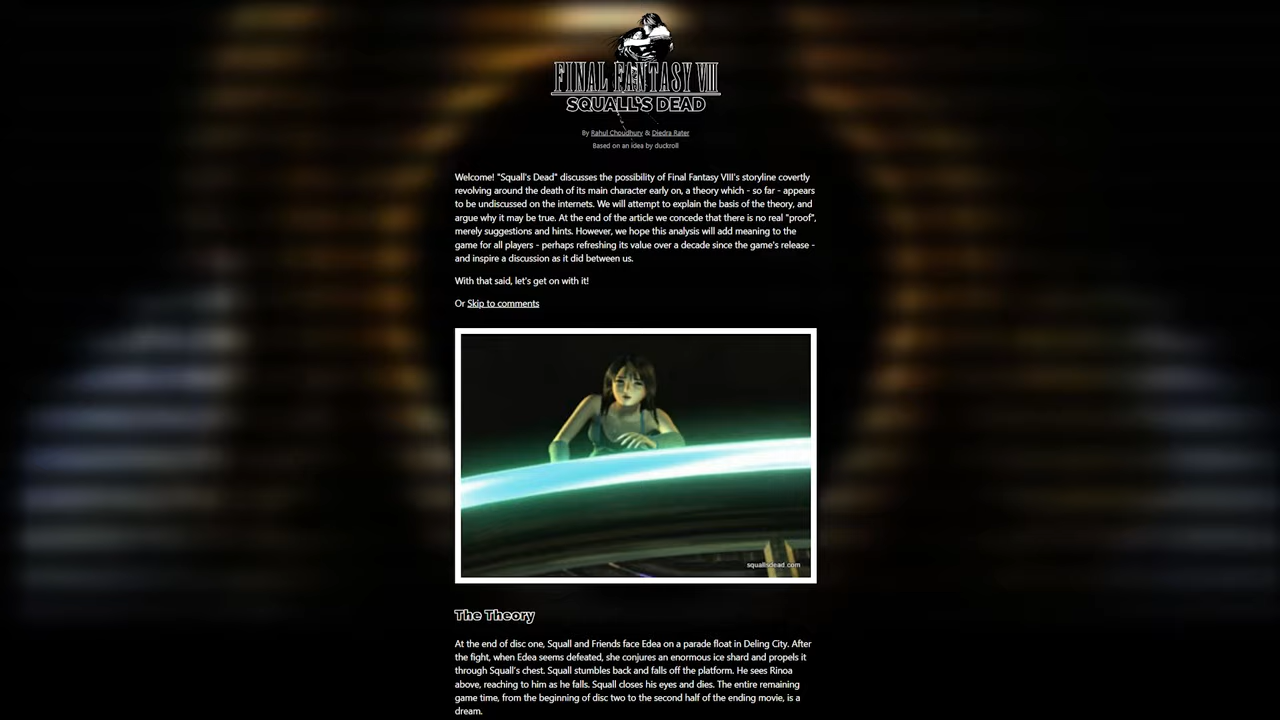 FINAL FANTASY VIII
SQUALL'S DEAD
By Rahul Choudhury & Diedra Rater
Based on an idea by duckroll
Welcome! "Squall's Dead" discusses the possibility of Final Fantasy VIII's storyline covertly
revolving around the death of its main character early on, a theory which - so far - appears
to be undiscussed on the internets. We will attempt to explain the basis of the theory, and
argue why it may be true. At the end of the article we concede that there is no real "proof",
merely suggestions and hints. However, we hope this analysis will add meaning to the
game for all players - perhaps refreshing its value over a decade since the game's release -
and inspire a discussion as it did between us.
With that said, let's get on with it!
Or Skip to comments
squallsdead.com
The Theory
At the end of disc one, Squall and Friends face Edea on a parade float in Deling City. After
the fight, when Edea seems defeated, she conjures an enormous ice shard and propels it
through Squall's chest. Squall stumbles back and falls off the platform. He sees Rinoa
above, reaching to him as he falls. Squall closes his eyes and dies. The entire remaining
game time, from the beginning of disc two to the second half of the ending movie, is a
dream.